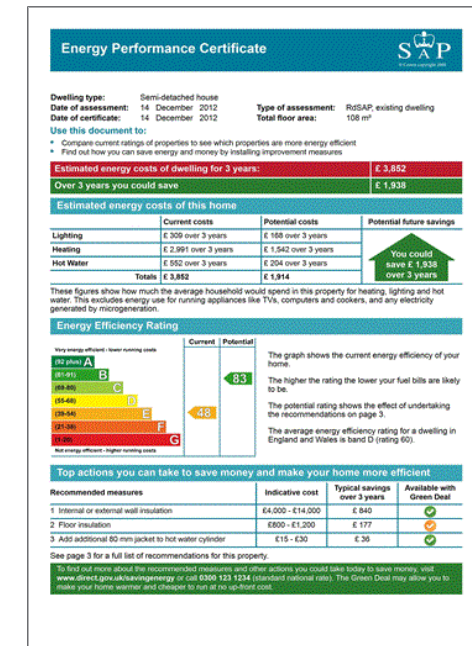 Energy Performance Certificate
SAP
© Crown copyright 2009
Dwelling type: Semi-detached house
Date of assessment: 14 December 2012 Type of assessment: RdSAP, existing dwelling
Date of certificate: 14 December 2012 Total floor area: 108 m²
Use this document to:
• Compare current ratings of properties to see which properties are more energy efficient
• Find out how you can save energy and money by installing improvement measures
Estimated energy costs of dwelling for 3 years: £ 3,852
Over 3 years you could save £ 1,938
Estimated energy costs of this home
Current costs Potential costs Potential future savings
Lighting £ 309 over 3 years £ 168 over 3 years
Heating £ 2,991 over 3 years £ 1,542 over 3 years
Hot Water £ 552 over 3 years £ 204 over 3 years
Totals £ 3,852 £ 1,914
You could
save £ 1,938
over 3 years
These figures show how much the average household would spend in this property for heating, lighting and hot
water. This excludes energy use for running appliances like TVs, computers and cookers, and any electricity
generated by microgeneration.
Energy Efficiency Rating
Current Potential
Very energy efficient - lower running costs
(92 plus) A
(81-91) B
(69-80) C
(55-68) D
(39-54) E
(21-38) F
(1-20) G
Not energy efficient - higher running costs
48
83
The graph shows the current energy efficiency of your
home.
The higher the rating the lower your fuel bills are likely
to be.
The potential rating shows the effect of undertaking
the recommendations on page 3.
The average energy efficiency rating for a dwelling in
England and Wales is band D (rating 60).
Top actions you can take to save money and make your home more efficient
Recommended measures Indicative cost Typical savings over 3 years Available with Green Deal
1 Internal or external wall insulation £4,000 - £14,000 £ 840
2 Floor insulation £800 - £1,200 £ 177
3 Add additional 80 mm jacket to hot water cylinder £15 - £30 £ 36
See page 3 for a full list of recommendations for this property.
To find out more about the recommended measures and other actions you could take today to save money, visit
www.direct.gov.uk/savingenergy or call 0300 123 1234 (standard national rate). The Green Deal may allow you to
make your home warmer and cheaper to run at no up-front cost.